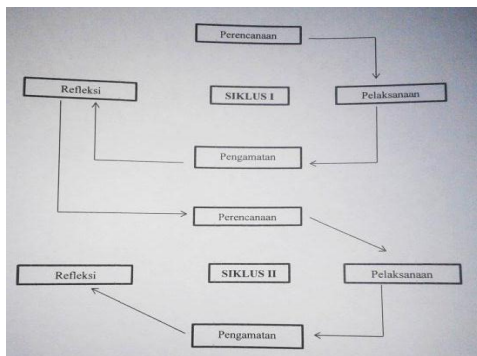 Perencanaan
Refleksi
SIKLUS I
Pelaksanaan
Pengamatan
Perencanaan
Refleksi
SIKLUS II
Pelaksanaan
Pengamatan